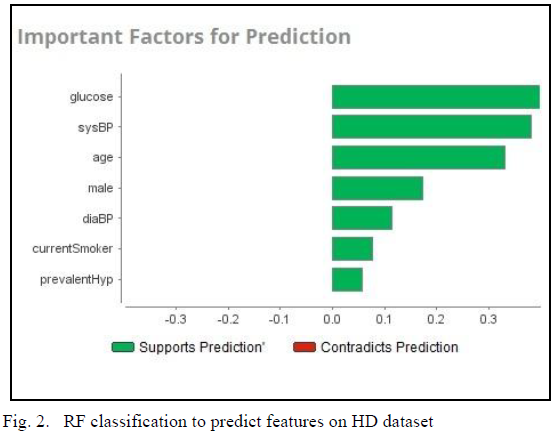 Important Factors for Prediction
glucose
sysBP
age
male
diaBP
currentSmoker
prevalentHyp
-0.3 -0.2 -0.1 0.0 0.1 0.2 0.3
Supports Prediction' Contradicts Prediction
Fig. 2. RF classification to predict features on HD dataset